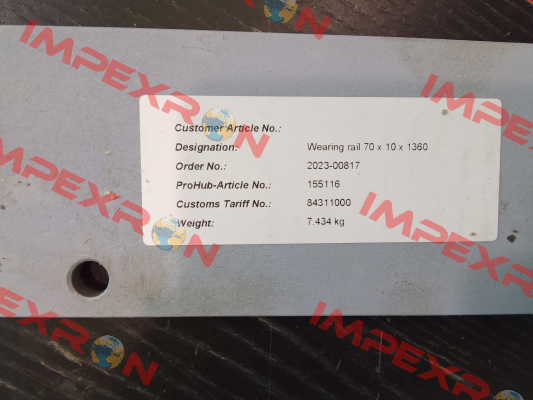 IMPEXRON
Customer Article No.:
Designation: Wearing rail 70 x 10 x 1360
Order No.: 2023-00817
ProHub-Article No.: 155116
Customs Tariff No.: 84311000
Weight: 7.434 kg
IMPEXRON
IMPEXRON
IMPEXRON
IMPEXRON
IMPEXRON